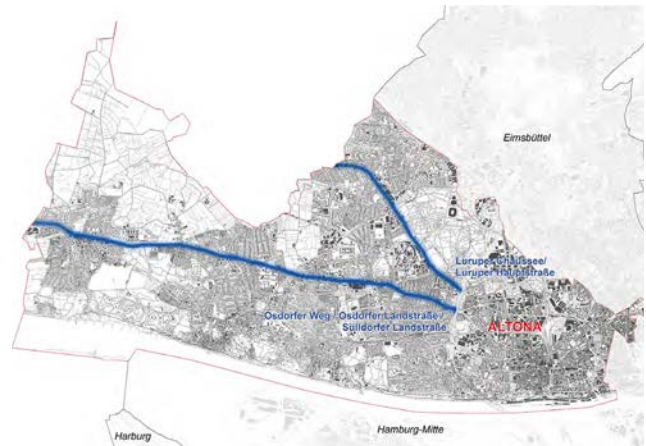 Eimsbüttel
Luruper Chaussee/
Luruper Hauptstraße
Osdorfer Weg / Osdorfer Landstraße /
Sülldorfer Landstraße
ALTONA
Hamburg-Mitte
Harburg